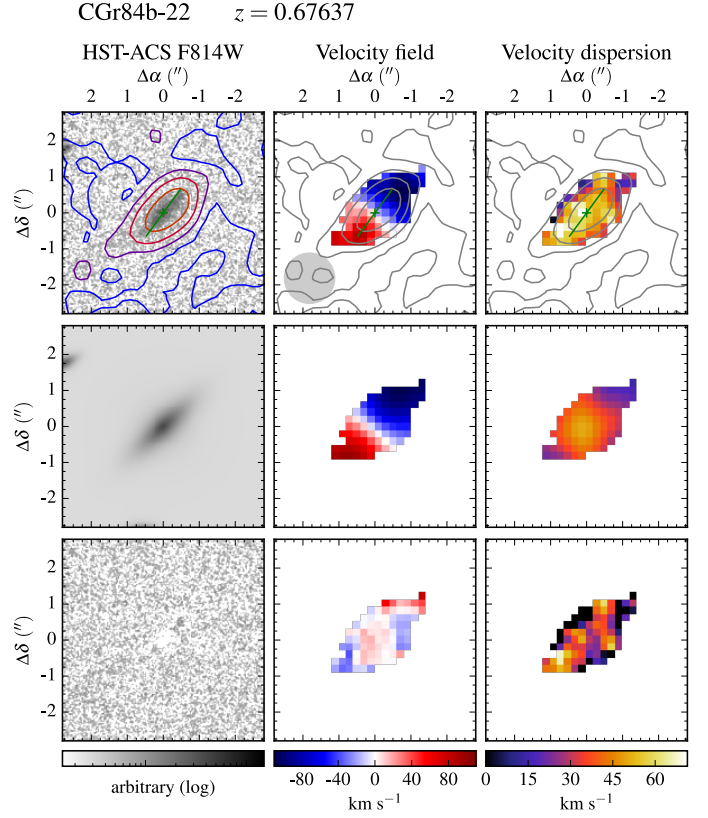 CGr84b-22 z = 0.67637
HST-ACS F814W Velocity field Velocity dispersion
Δα (″) Δα (″) Δα (″)
2 1 0 -1 -2 2 1 0 -1 -2 2 1 0 -1 -2
Δδ (″)
2
1
0
-1
-2
Δδ (″)
2
1
0
-1
-2
Δδ (″)
2
1
0
-1
-2
-80 -40 0 40 80 0 15 30 45 60
arbitrary (log) km s⁻¹ km s⁻¹